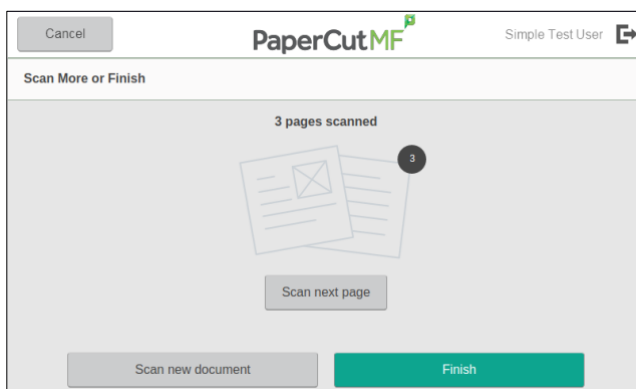 Cancel
PaperCutMF
Simple Test User
Scan More or Finish
3 pages scanned
3
Scan next page
Scan new document
Finish